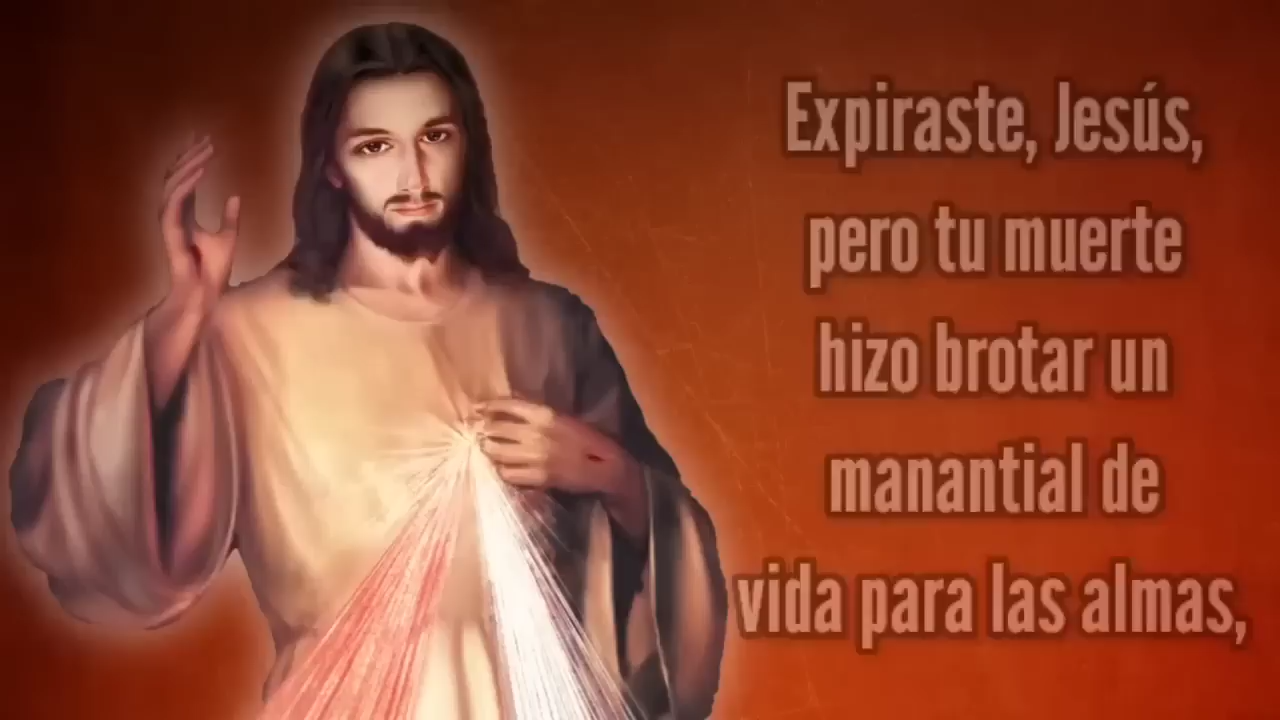 Expiraste, Jesús,
pero tu muerte
hizo brotar un
manantial de
vida para las almas,